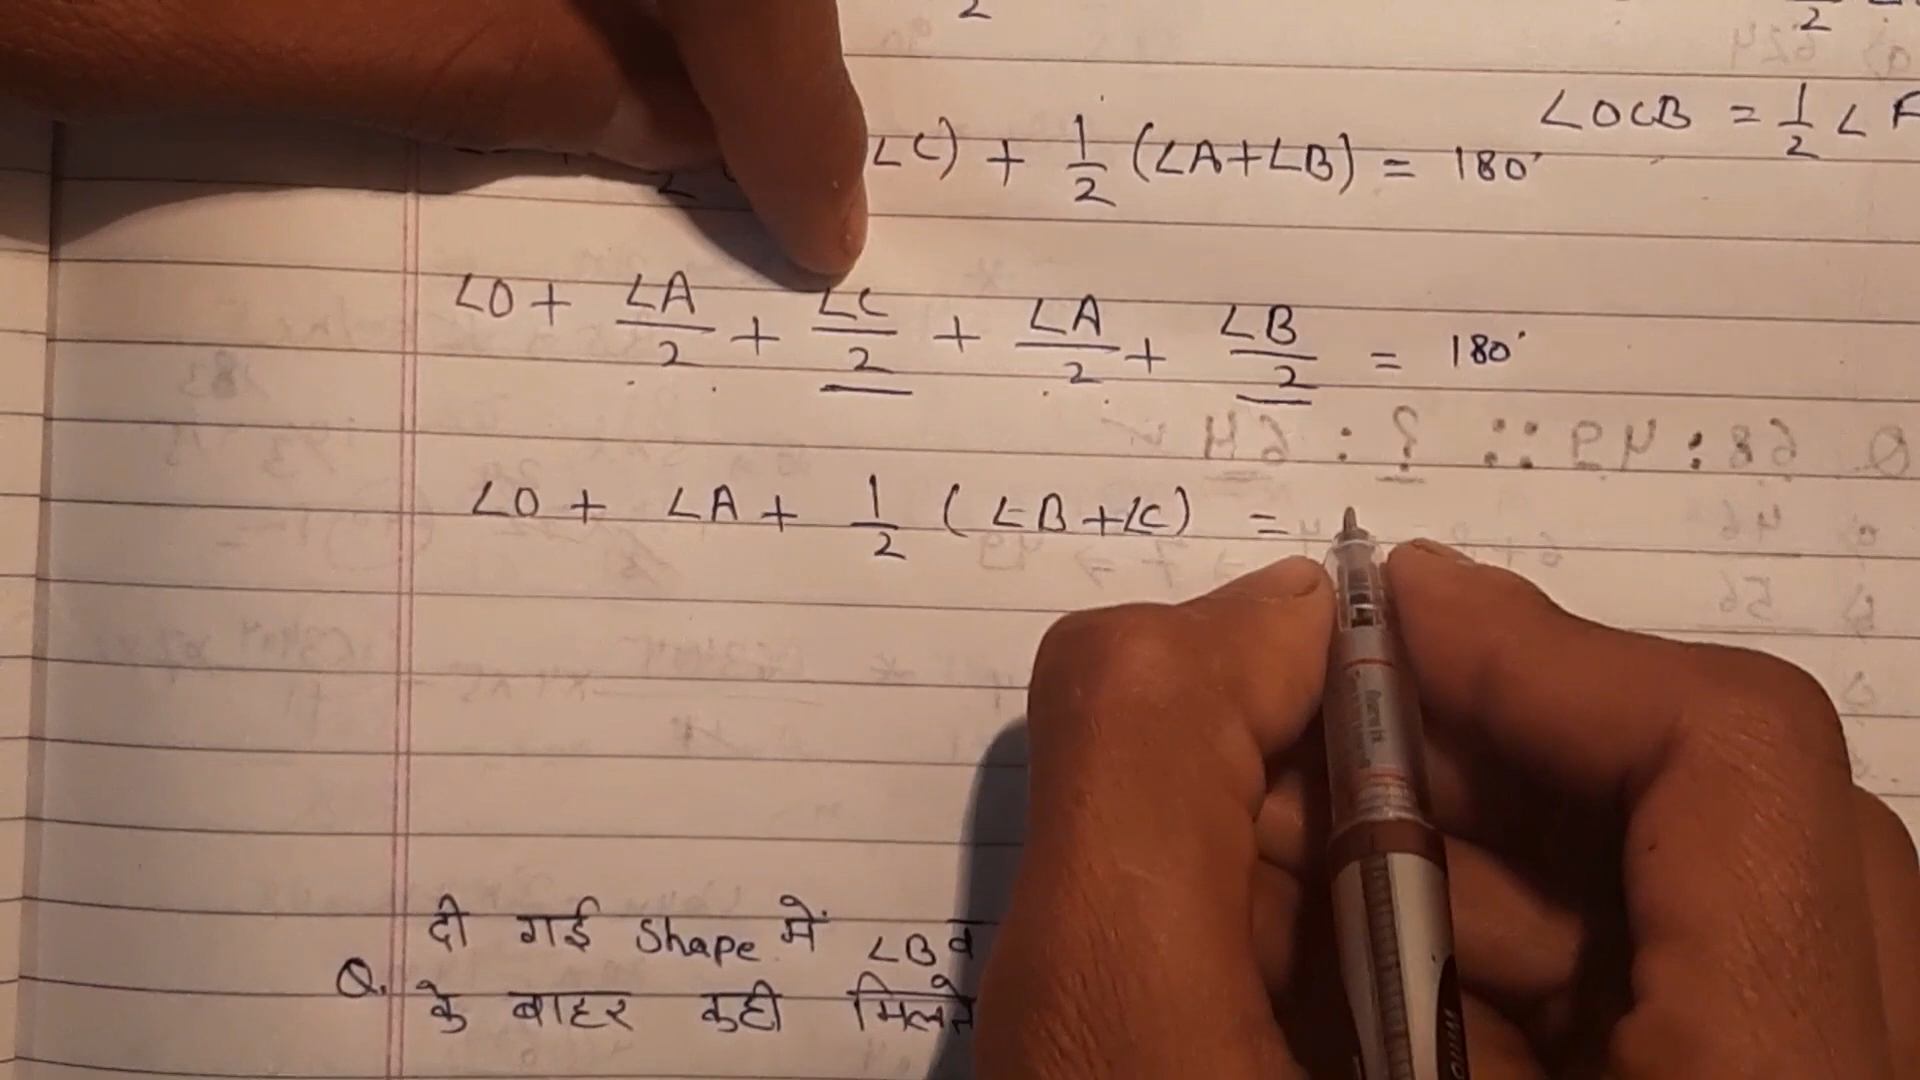 ∠OCB = 1/2 ∠
∠C) + 1/2 (∠A+∠B) = 180°
∠O + ∠A/2 + ∠C/2 + ∠A/2 + ∠B/2 = 180°
∠O + ∠A + 1/2 (∠B+∠C) =
दी गई Shape में ∠B व
Q. के बाहर कही मिलते